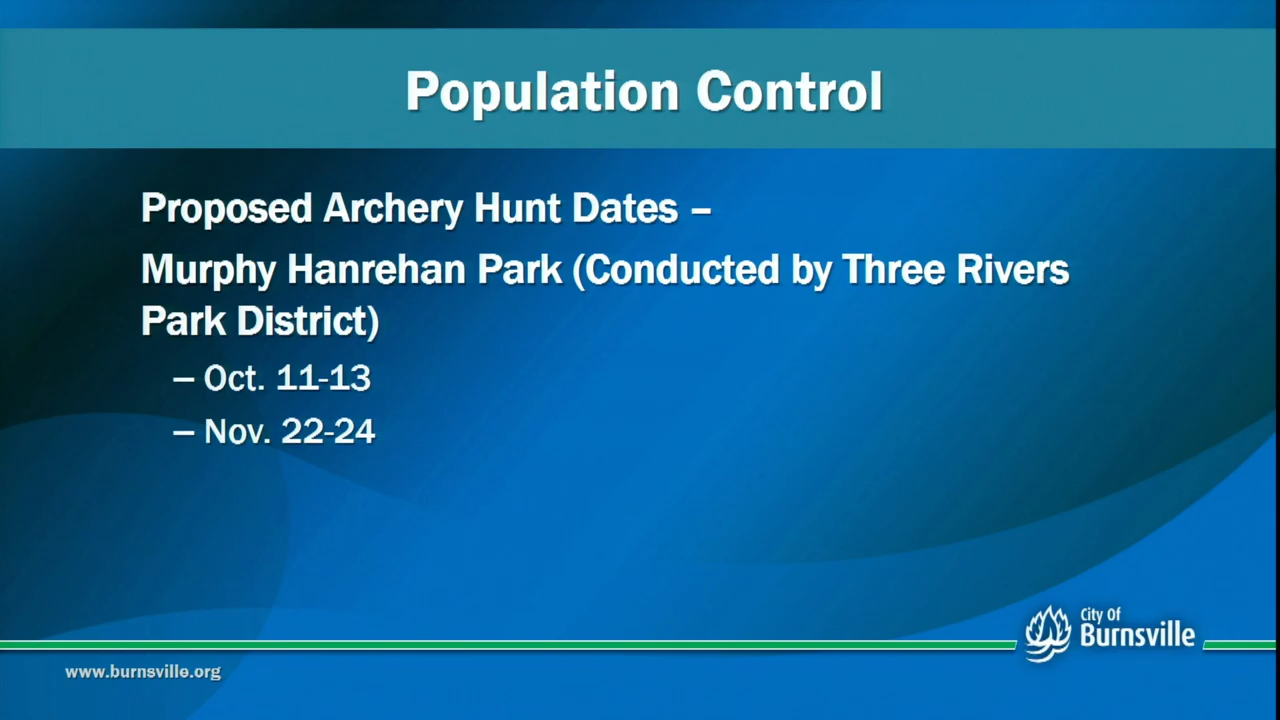 Population Control
Proposed Archery Hunt Dates –
Murphy Hanrehan Park (Conducted by Three Rivers
Park District)
– Oct. 11-13
– Nov. 22-24
City Of
Burnsville
www.burnsville.org